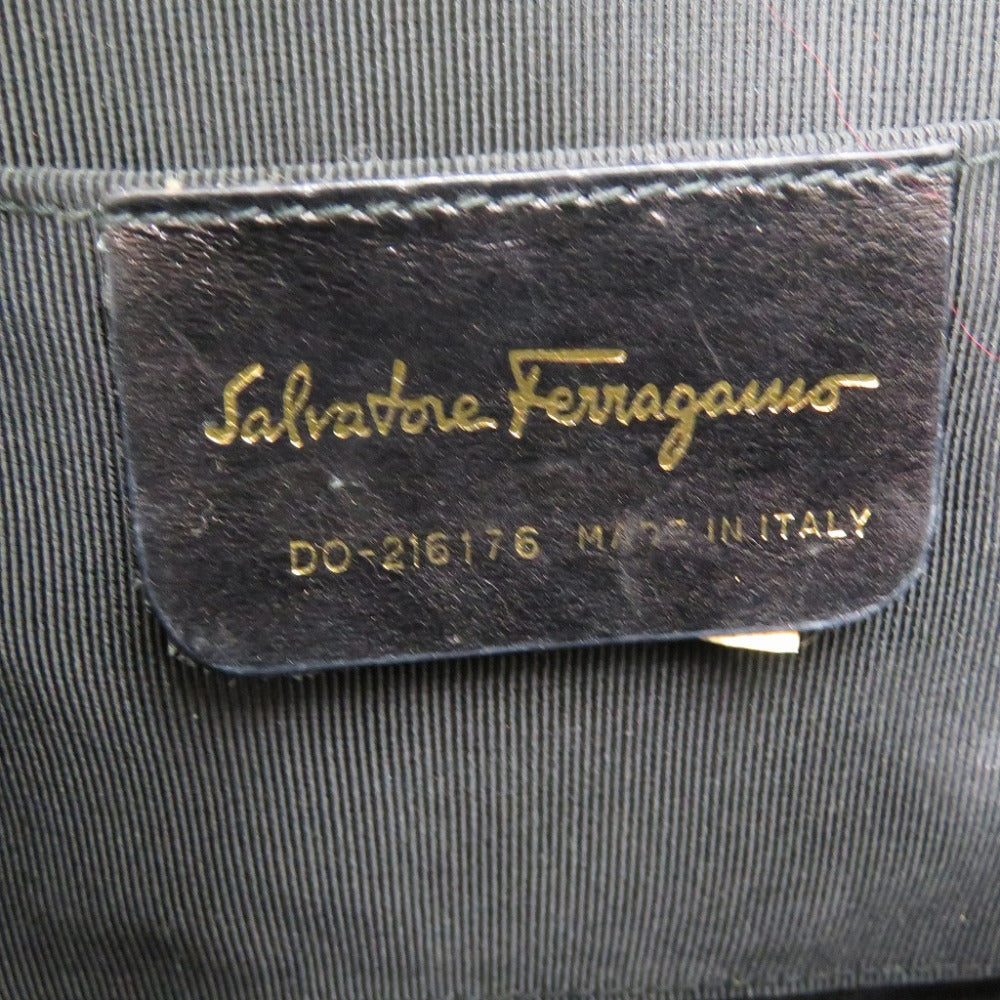 Salvatore Ferragamo
DO-216176 MADE IN ITALY